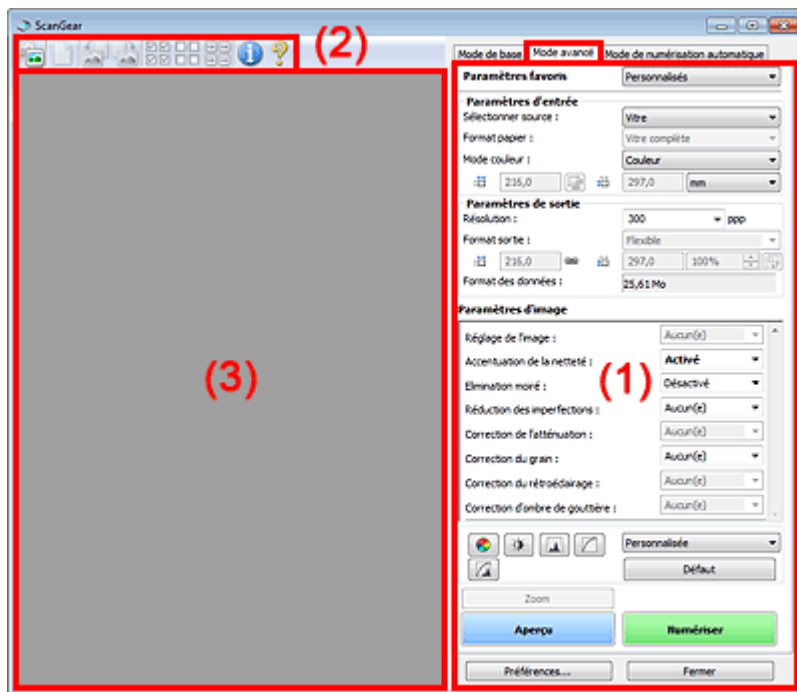 ScanGear
(2)
Mode de base Mode avancé Mode de numérisation automatique
Paramètres favoris Personnalisés
Paramètres d'entrée
Sélectionner source : Vitre
Format papier : Vitre complète
Mode couleur : Couleur
216,0 297,0 mm
Paramètres de sortie
Résolution : 300 ppp
Format sortie : Flexible
216,0 297,0 100%
Format des données : 25,61 Mo
Paramètres d'image
Réglage de l'image : Aucun(e)
Accentuation de la netteté : Activé
(3)
(1)
Elimination moiré : Désactivé
Réduction des imperfections : Aucun(e)
Correction de l'atténuation : Aucun(e)
Correction du grain : Aucun(e)
Correction du rétroéclairage : Aucun(e)
Correction d'ombre de gouttière : Aucun(e)
Personnalisée
Défaut
Zoom
Aperçu Numériser
Préférences... Fermer